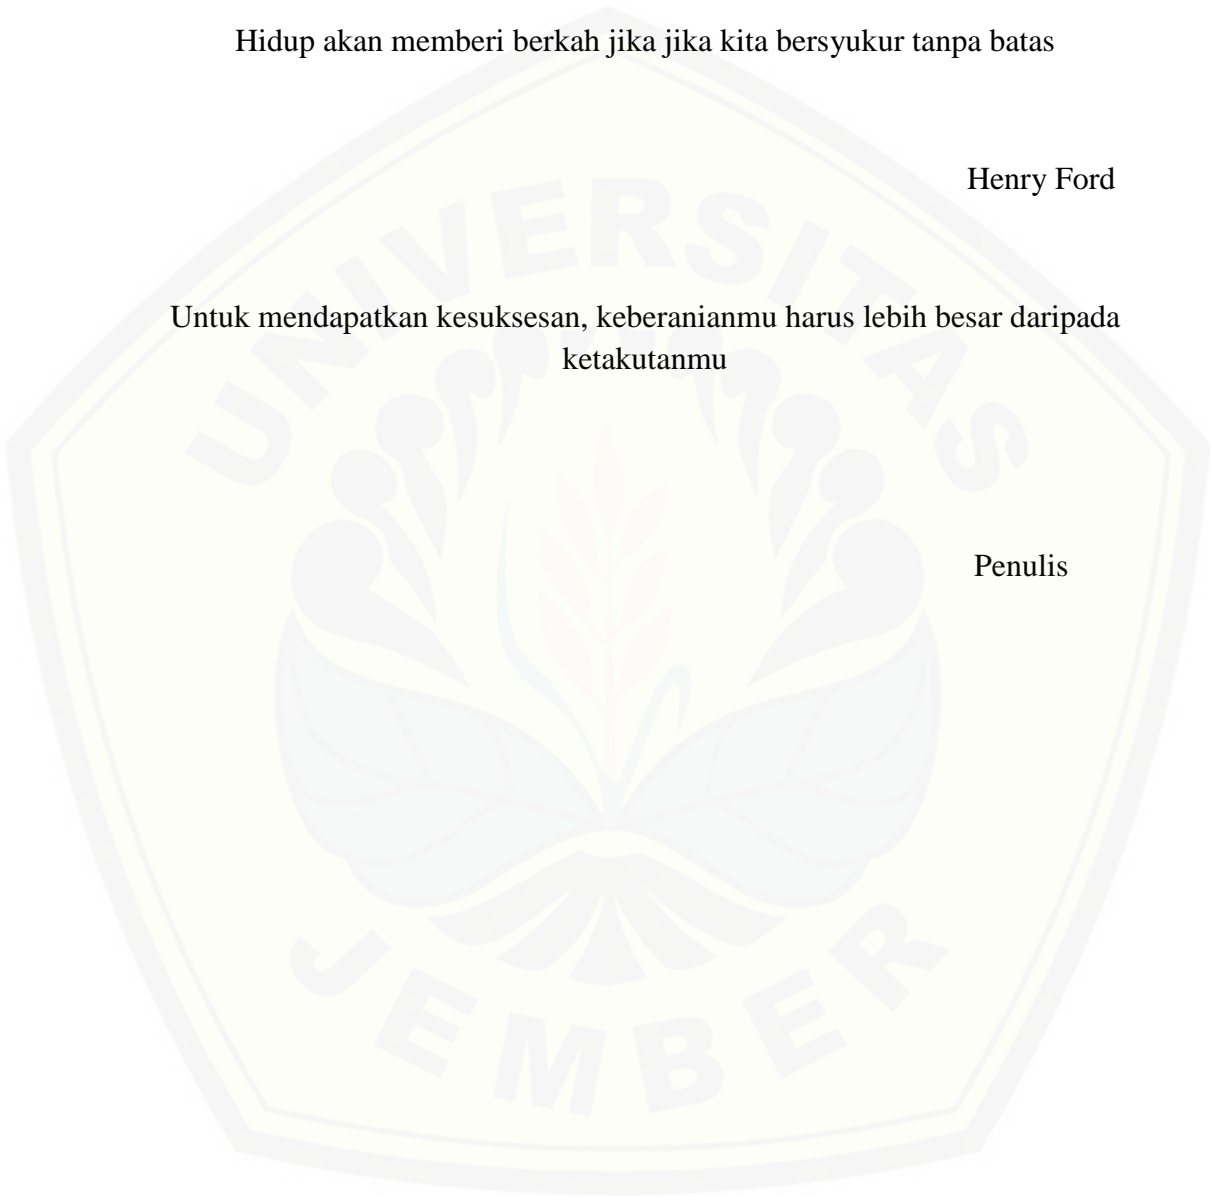 Hidup akan memberi berkah jika jika kita bersyukur tanpa batas
Henry Ford
UNIVERSITAS
Untuk mendapatkan kesuksesan, keberanianmu harus lebih besar daripada
ketakutanmu
Penulis
JEMBER